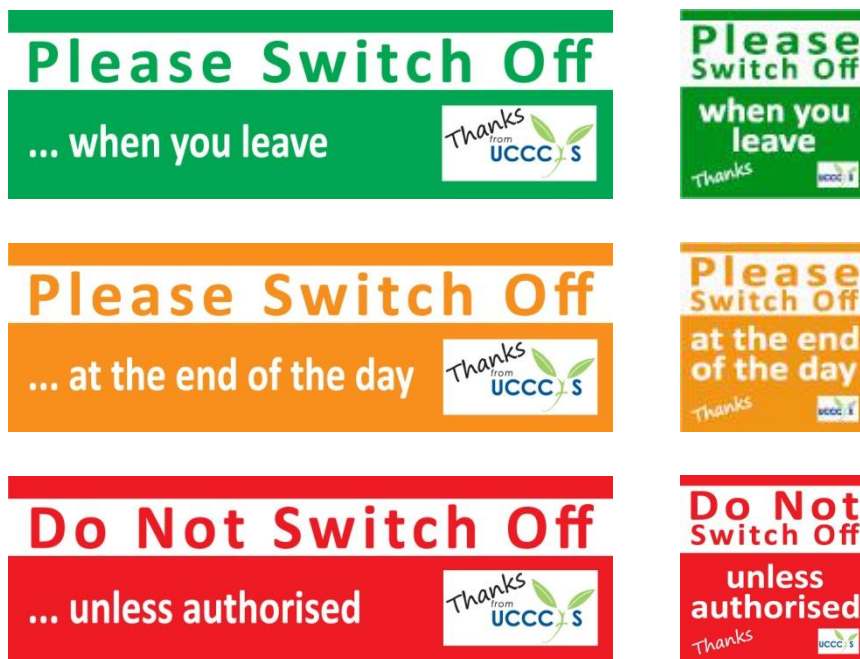 Please Switch Off
... when you leave
Thanks
from
UCCCfS
Please
Switch Off
when you
leave
Thanks
Please Switch Off
... at the end of the day
Thanks
from
UCCCfS
Please
Switch Off
at the end
of the day
Thanks
Do Not Switch Off
... unless authorised
Thanks
from
UCCCfS
Do Not
Switch Off
unless
authorised
Thanks